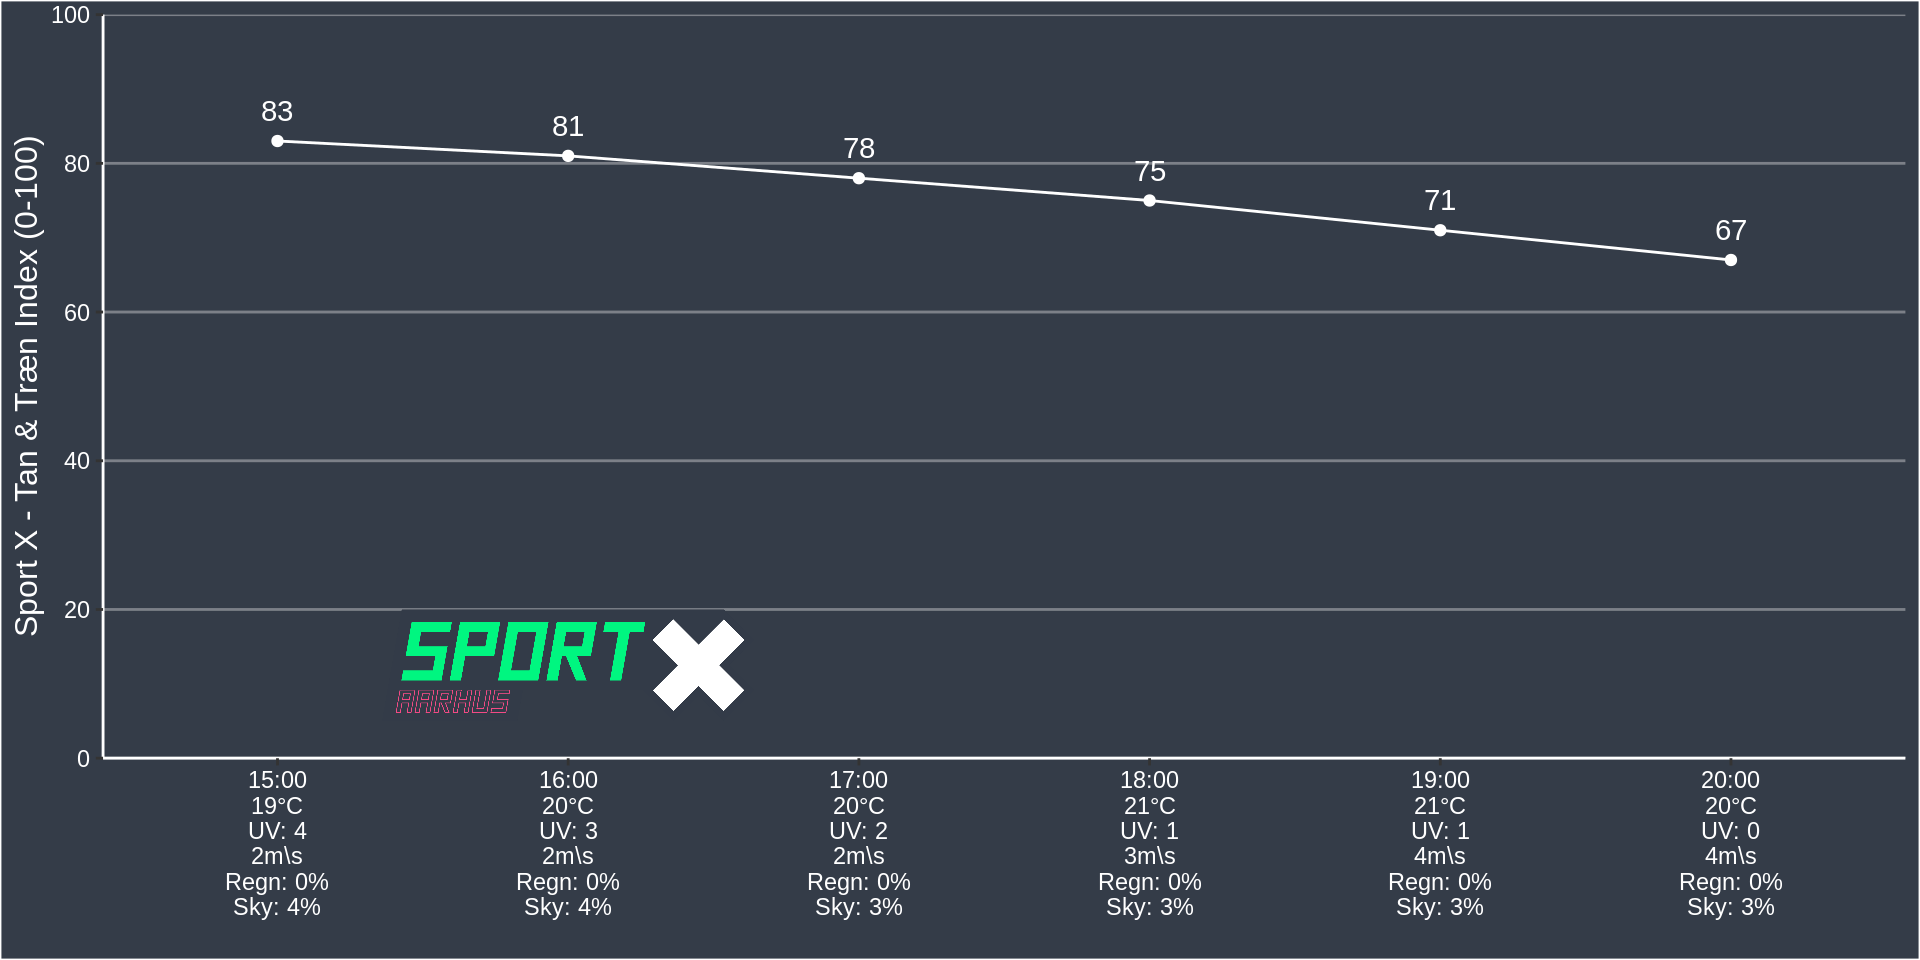 Sport X - Tan & Træn Index (0-100)
100
80
60
40
20
0
83
81
78
75
71
67
SPORT X
AARHUS
15:00
19°C
UV: 4
2m\s
Regn: 0%
Sky: 4%
16:00
20°C
UV: 3
2m\s
Regn: 0%
Sky: 4%
17:00
20°C
UV: 2
2m\s
Regn: 0%
Sky: 3%
18:00
21°C
UV: 1
3m\s
Regn: 0%
Sky: 3%
19:00
21°C
UV: 1
4m\s
Regn: 0%
Sky: 3%
20:00
20°C
UV: 0
4m\s
Regn: 0%
Sky: 3%